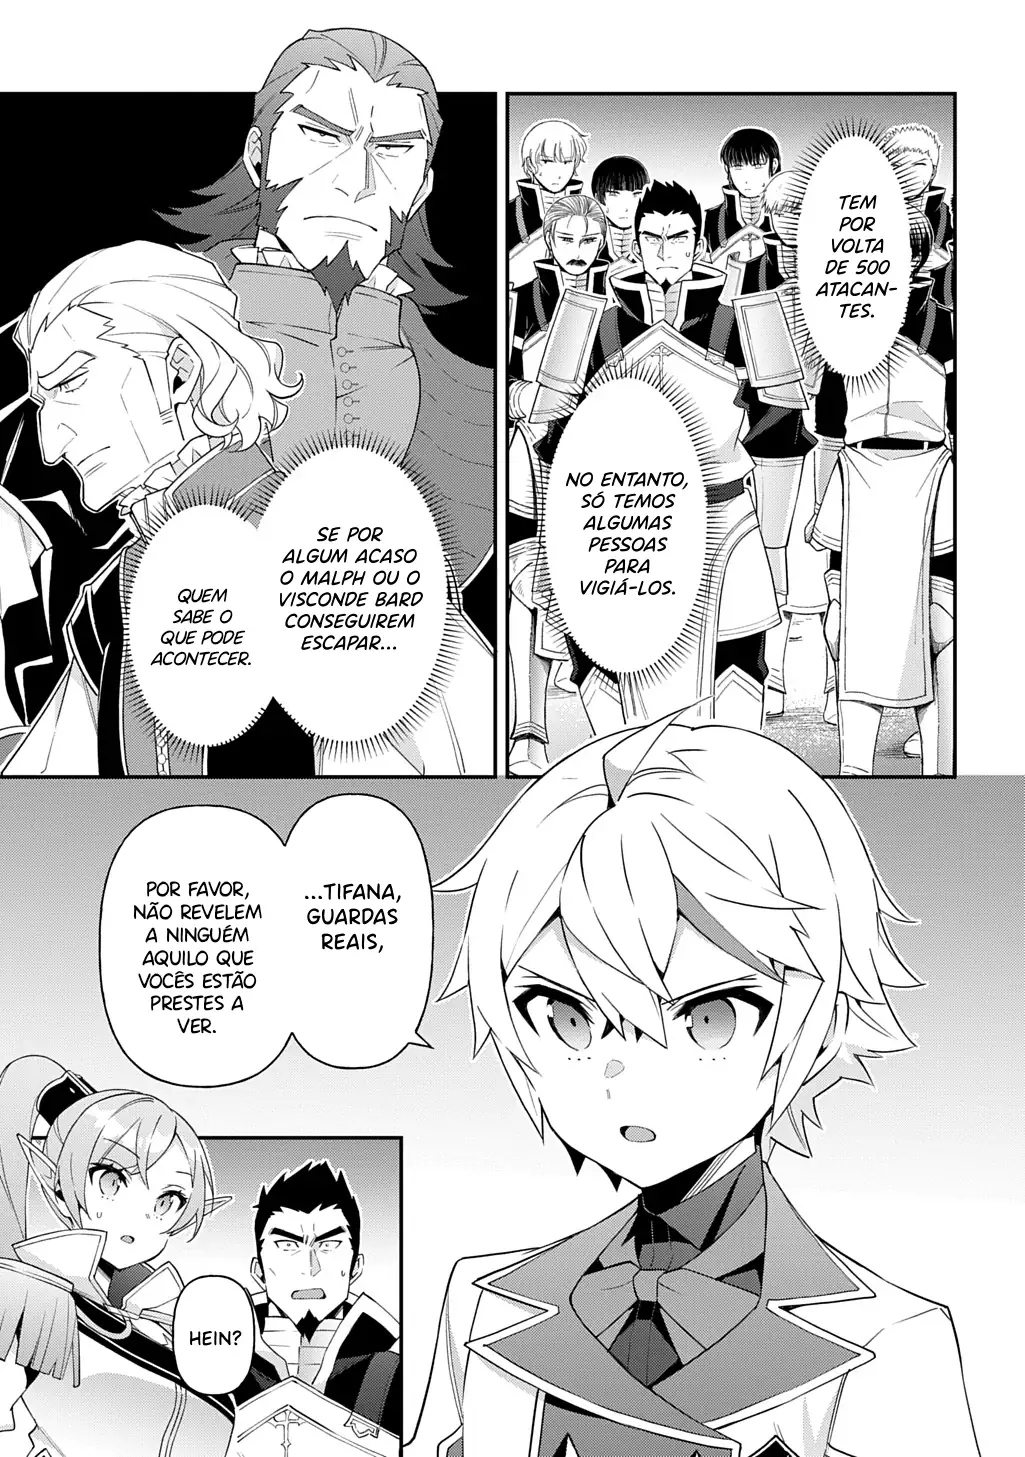 TEM
POR
VOLTA
DE 500
ATACAN-
TES.
NO ENTANTO,
SÓ TEMOS
ALGUMAS
PESSOAS
PARA
VIGIÁ-LOS.
SE POR
ALGUM ACASO
O MALPH OU O
VISCONDE BARD
CONSEGUIREM
ESCAPAR...
QUEM
SABE O
QUE PODE
ACONTECER.
...TIFANA,
GUARDAS
REAIS,
POR FAVOR,
NÃO REVELEM
A NINGUÉM
AQUILO QUE
VOCÊS ESTÃO
PRESTES A
VER.
HEIN?